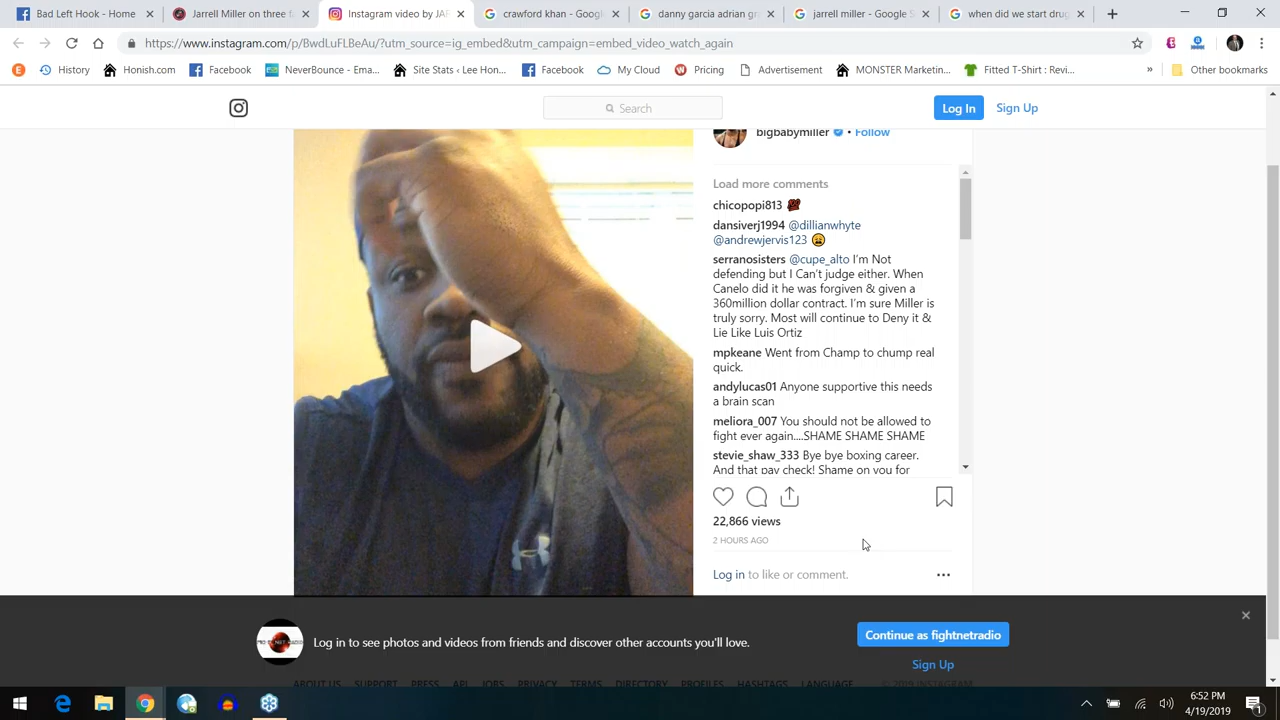 Bad Left Hook - Home
Jarrell Miller on three f
Instagram video by JAR
crawford khan - Googl
danny garcia adrian gr
jarrell miller - Google S
when did we start drug
https://www.instagram.com/p/BwdLuFLBeAu/?utm_source=ig_embed&utm_campaign=embed_video_watch_again
History
Honish.com
Facebook
NeverBounce - Ema...
Site Stats ‹ Lee Hon...
Facebook
My Cloud
Pricing
Advertisement
MONSTER Marketin...
Fitted T-Shirt : Revi...
»
Other bookmarks
Search
Log In
Sign Up
bigbabymiller • Follow
Load more comments
chicopopi813
dansiverj1994 @dillianwhyte
@andrewjervis123
serranosisters @cupe_alto I'm Not
defending but I Can't judge either. When
Canelo did it he was forgiven & given a
360million dollar contract. I'm sure Miller is
truly sorry. Most will continue to Deny it &
Lie Like Luis Ortiz
mpkeane Went from Champ to chump real
quick.
andylucas01 Anyone supportive this needs
a brain scan
meliora_007 You should not be allowed to
fight ever again....SHAME SHAME SHAME
stevie_shaw_333 Bye bye boxing career.
And that pay check! Shame on you for
22,866 views
2 HOURS AGO
Log in to like or comment.
Log in to see photos and videos from friends and discover other accounts you'll love.
Continue as fightnetradio
Sign Up
ABOUT US SUPPORT PRESS API JOBS PRIVACY TERMS DIRECTORY PROFILES HASHTAGS LANGUAGE
© 2019 INSTAGRAM
6:52 PM
4/19/2019